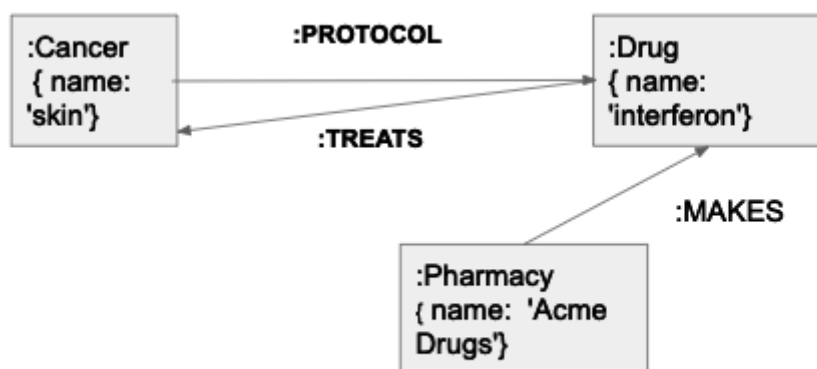 :PROTOCOL
:Cancer
{ name:
'skin'}
:Drug
{ name:
'interferon'}
:TREATS
:MAKES
:Pharmacy
{ name: 'Acme
Drugs'}